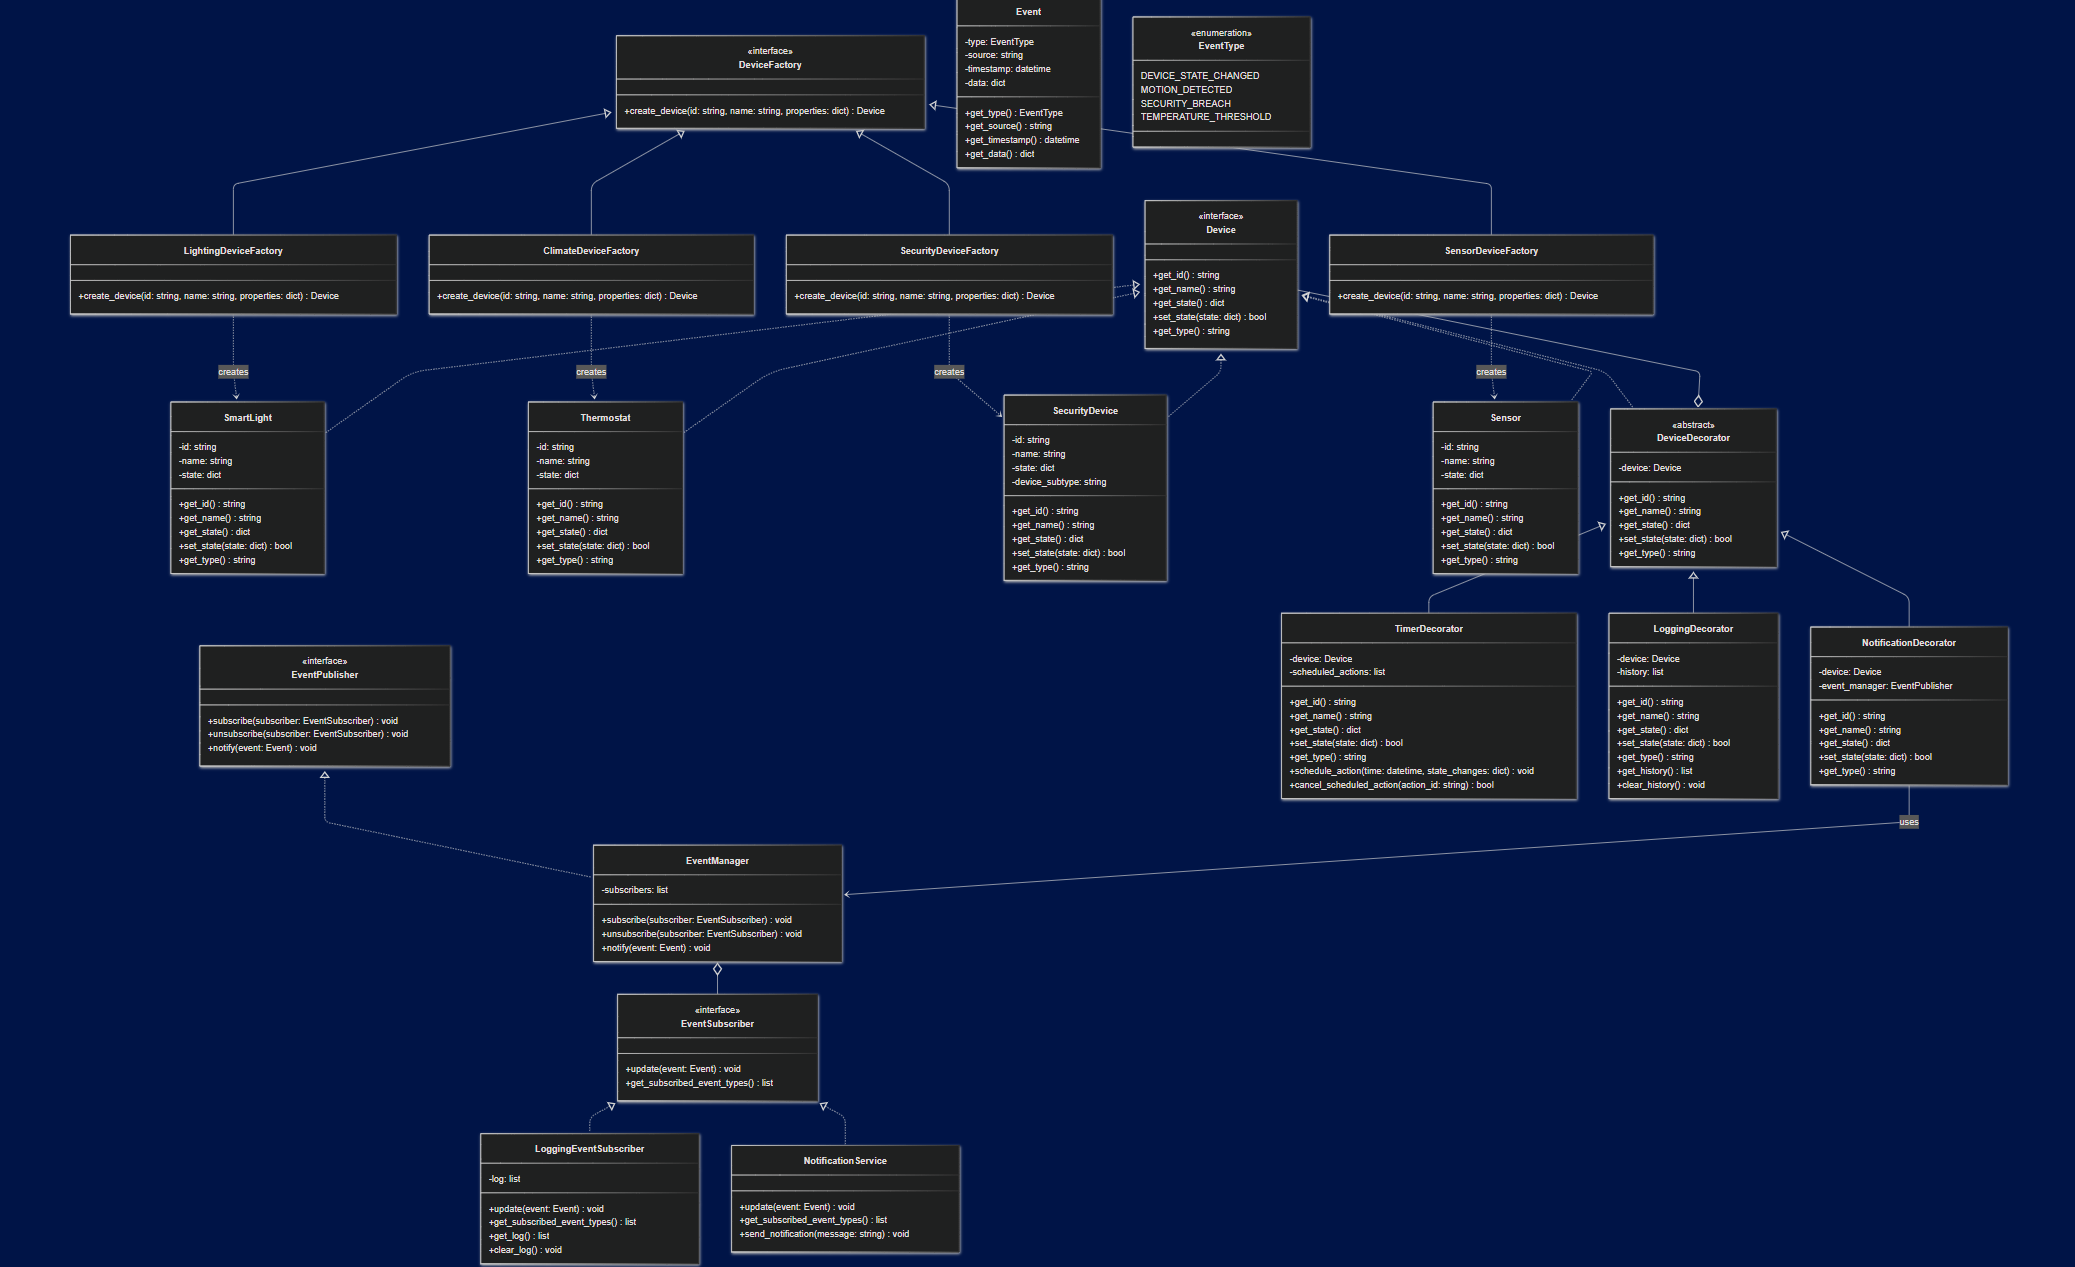 Event
-type: EventType
-source: string
-timestamp: datetime
-data: dict
+get_type() : EventType
+get_source() : string
+get_timestamp() : datetime
+get_data() : dict
«enumeration»
EventType
DEVICE_STATE_CHANGED
MOTION_DETECTED
SECURITY_BREACH
TEMPERATURE_THRESHOLD
«interface»
DeviceFactory
+create_device(id: string, name: string, properties: dict) : Device
LightingDeviceFactory
+create_device(id: string, name: string, properties: dict) : Device
ClimateDeviceFactory
+create_device(id: string, name: string, properties: dict) : Device
SecurityDeviceFactory
+create_device(id: string, name: string, properties: dict) : Device
«interface»
Device
+get_id() : string
+get_name() : string
+get_state() : dict
+set_state(state: dict) : bool
+get_type() : string
SensorDeviceFactory
+create_device(id: string, name: string, properties: dict) : Device
creates
creates
creates
creates
SmartLight
-id: string
-name: string
-state: dict
+get_id() : string
+get_name() : string
+get_state() : dict
+set_state(state: dict) : bool
+get_type() : string
Thermostat
-id: string
-name: string
-state: dict
+get_id() : string
+get_name() : string
+get_state() : dict
+set_state(state: dict) : bool
+get_type() : string
SecurityDevice
-id: string
-name: string
-state: dict
-device_subtype: string
+get_id() : string
+get_name() : string
+get_state() : dict
+set_state(state: dict) : bool
+get_type() : string
Sensor
-id: string
-name: string
-state: dict
+get_id() : string
+get_name() : string
+get_state() : dict
+set_state(state: dict) : bool
+get_type() : string
«abstract»
DeviceDecorator
-device: Device
+get_id() : string
+get_name() : string
+get_state() : dict
+set_state(state: dict) : bool
+get_type() : string
TimerDecorator
-device: Device
-scheduled_actions: list
+get_id() : string
+get_name() : string
+get_state() : dict
+set_state(state: dict) : bool
+get_type() : string
+schedule_action(time: datetime, state_changes: dict) : void
+cancel_scheduled_action(action_id: string) : bool
LoggingDecorator
-device: Device
-history: list
+get_id() : string
+get_name() : string
+get_state() : dict
+set_state(state: dict) : bool
+get_type() : string
+get_history() : list
+clear_history() : void
NotificationDecorator
-device: Device
-event_manager: EventPublisher
+get_id() : string
+get_name() : string
+get_state() : dict
+set_state(state: dict) : bool
+get_type() : string
uses
«interface»
EventPublisher
+subscribe(subscriber: EventSubscriber) : void
+unsubscribe(subscriber: EventSubscriber) : void
+notify(event: Event) : void
EventManager
-subscribers: list
+subscribe(subscriber: EventSubscriber) : void
+unsubscribe(subscriber: EventSubscriber) : void
+notify(event: Event) : void
«interface»
EventSubscriber
+update(event: Event) : void
+get_subscribed_event_types() : list
LoggingEventSubscriber
-log: list
+update(event: Event) : void
+get_subscribed_event_types() : list
+get_log() : list
+clear_log() : void
NotificationService
+update(event: Event) : void
+get_subscribed_event_types() : list
+send_notification(message: string) : void